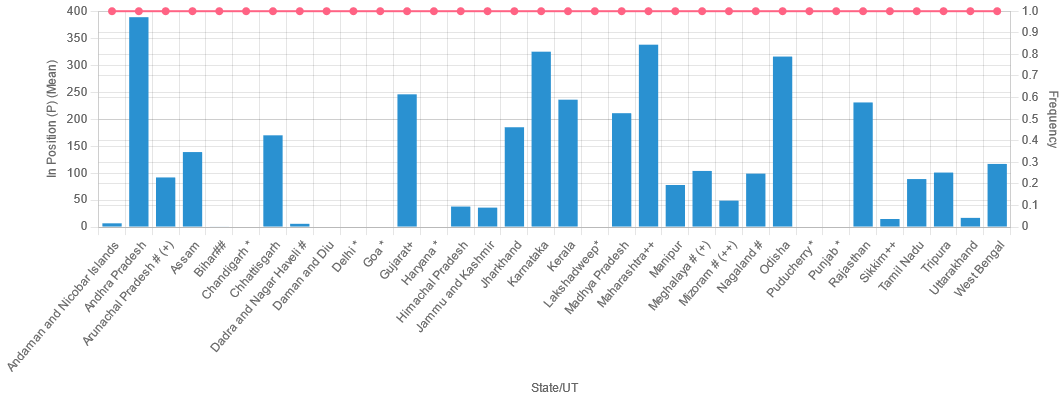 400
350
300
250
200
150
100
50
0
In Position (P) (Mean)
1.0
0.9
0.8
0.7
0.6
0.5
0.4
0.3
0.2
0.1
0
Frequency
Andaman and Nicobar Islands
Andhra Pradesh
Arunachal Pradesh # (+)
Assam
Bihar##
Chandigarh *
Chhattisgarh
Dadra and Nagar Haveli #
Daman and Diu
Delhi *
Goa *
Gujarat+
Haryana *
Himachal Pradesh
Jammu and Kashmir
Jharkhand
Karnataka
Kerala
Lakshadweep*
Madhya Pradesh
Maharashtra++
Manipur
Meghalaya # (+)
Mizoram # (++)
Nagaland #
Odisha
Puducherry *
Punjab *
Rajasthan
Sikkim++
Tamil Nadu
Tripura
Uttarakhand
West Bengal
State/UT